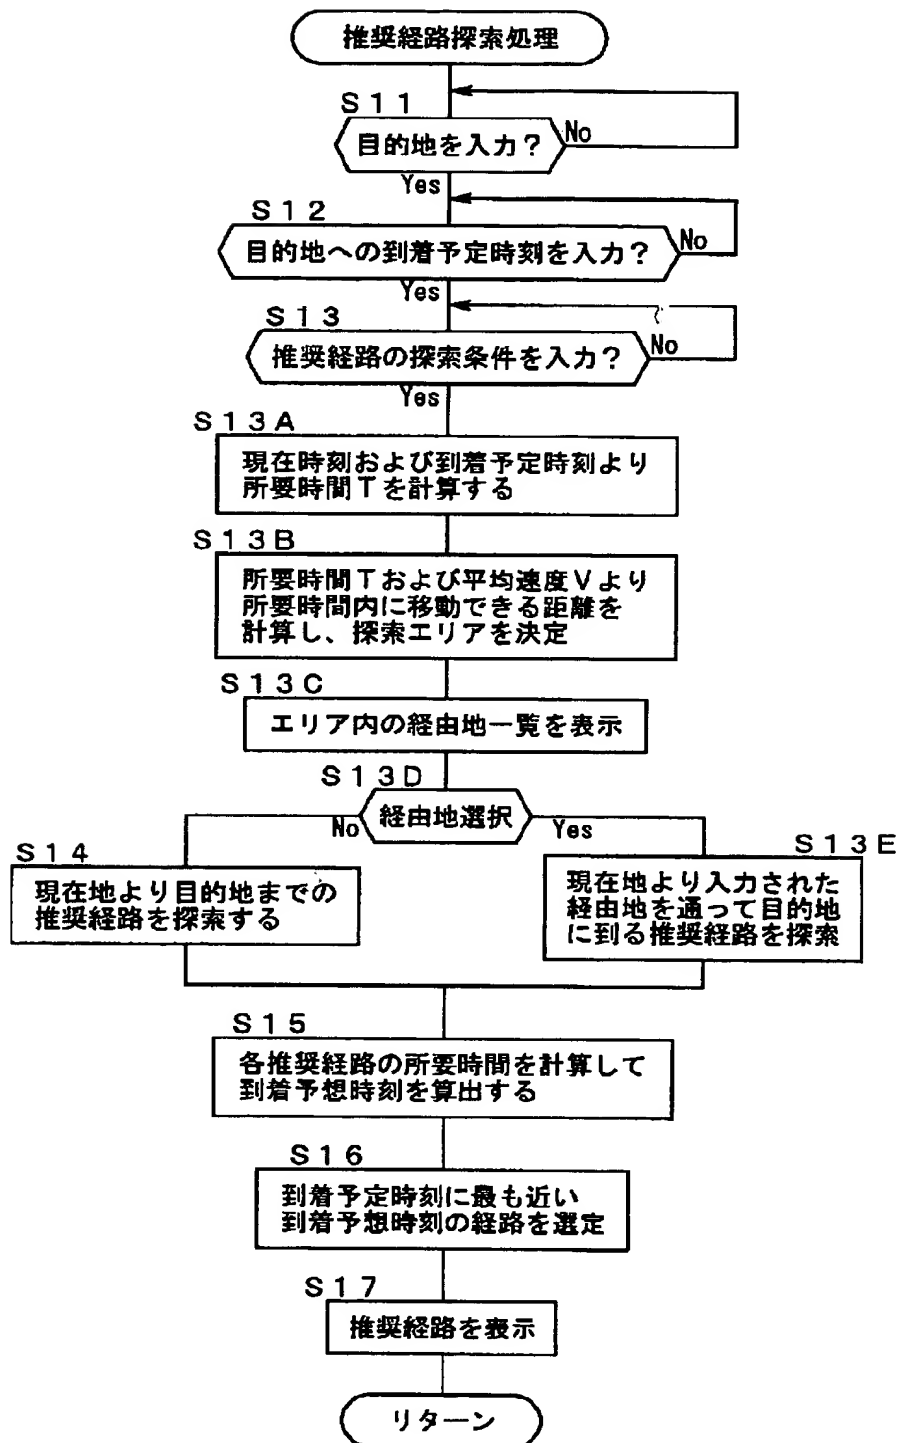 推奨経路探索処理
S11
目的地を入力?
No
Yes
S12
目的地への到着予定時刻を入力?
No
Yes
S13
推奨経路の探索条件を入力?
No
Yes
S13A
現在時刻および到着予定時刻より
所要時間Tを計算する
S13B
所要時間Tおよび平均速度Vより
所要時間内に移動できる距離を
計算し、探索エリアを決定
S13C
エリア内の経由地一覧を表示
S13D
経由地選択
No
Yes
S14
現在地より目的地までの
推奨経路を探索する
S13E
現在地より入力された
経由地を通って目的地
に到る推奨経路を探索
S15
各推奨経路の所要時間を計算して
到着予想時刻を算出する
S16
到着予定時刻に最も近い
到着予想時刻の経路を選定
S17
推奨経路を表示
リターン